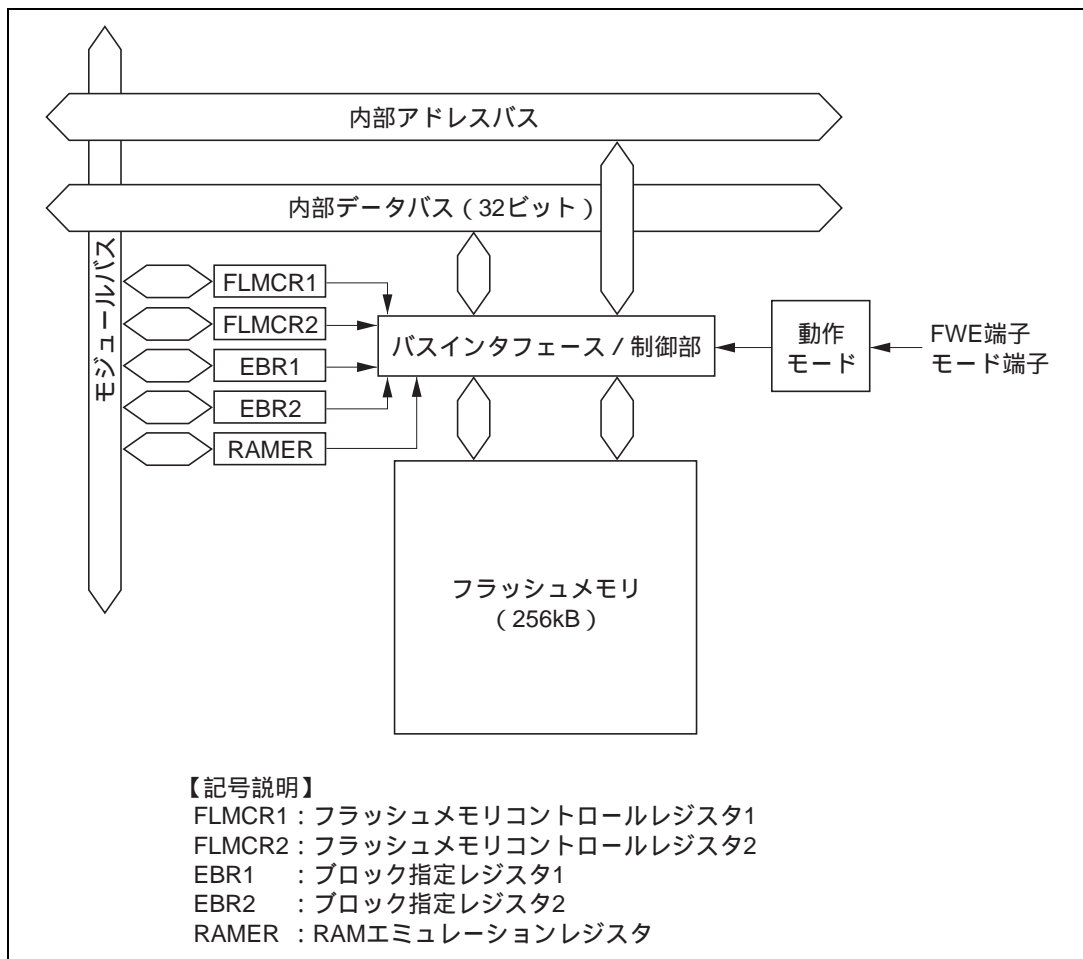 内部アドレスバス
内部データバス（32ビット）
モジュールバス
FLMCR1
FLMCR2
EBR1
EBR2
RAMER
バスインタフェース／制御部
動作
モード
FWE端子
モード端子
フラッシュメモリ
（256kB）
【記号説明】
FLMCR1：フラッシュメモリコントロールレジスタ1
FLMCR2：フラッシュメモリコントロールレジスタ2
EBR1　：ブロック指定レジスタ1
EBR2　：ブロック指定レジスタ2
RAMER ：RAMエミュレーションレジスタ